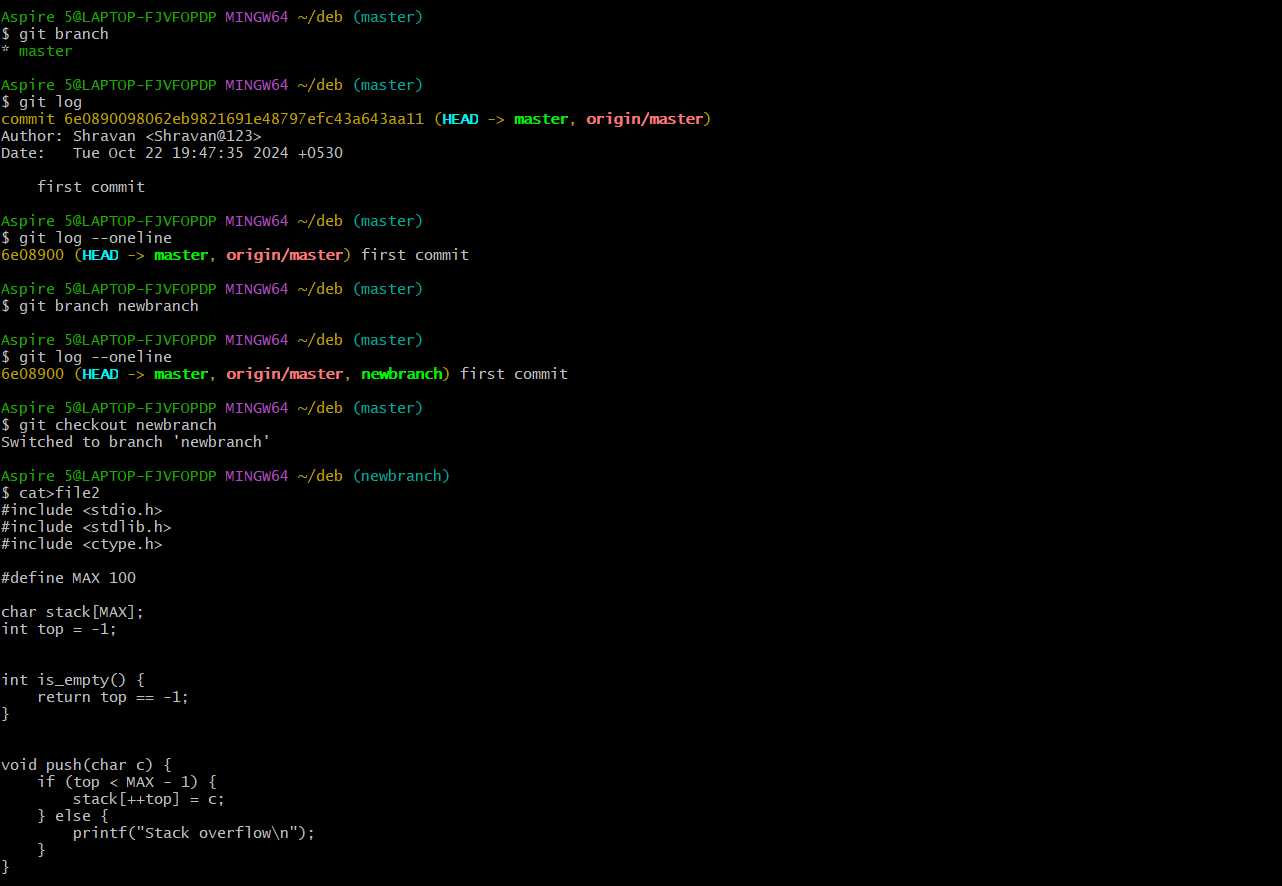 Aspire 5@LAPTOP-FJVFOPDP MINGW64 ~/deb (master)
$ git branch
* master

Aspire 5@LAPTOP-FJVFOPDP MINGW64 ~/deb (master)
$ git log
commit 6e0890098062eb9821691e48797efc43a643aa11 (HEAD -> master, origin/master)
Author: Shravan <Shravan@123>
Date:   Tue Oct 22 19:47:35 2024 +0530

    first commit

Aspire 5@LAPTOP-FJVFOPDP MINGW64 ~/deb (master)
$ git log --oneline
6e08900 (HEAD -> master, origin/master) first commit

Aspire 5@LAPTOP-FJVFOPDP MINGW64 ~/deb (master)
$ git branch newbranch

Aspire 5@LAPTOP-FJVFOPDP MINGW64 ~/deb (master)
$ git log --oneline
6e08900 (HEAD -> master, origin/master, newbranch) first commit

Aspire 5@LAPTOP-FJVFOPDP MINGW64 ~/deb (master)
$ git checkout newbranch
Switched to branch 'newbranch'

Aspire 5@LAPTOP-FJVFOPDP MINGW64 ~/deb (newbranch)
$ cat>file2
#include <stdio.h>
#include <stdlib.h>
#include <ctype.h>

#define MAX 100

char stack[MAX];
int top = -1;


int is_empty() {
    return top == -1;
}


void push(char c) {
    if (top < MAX - 1) {
        stack[++top] = c;
    } else {
        printf("Stack overflow\n");
    }
}